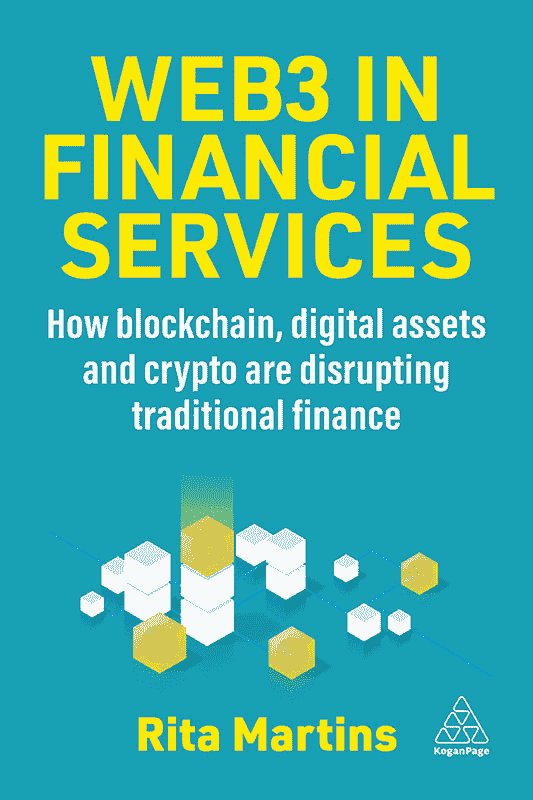 WEB3 IN
FINANCIAL
SERVICES
How blockchain, digital assets
and crypto are disrupting
traditional finance
Rita Martins
KoganPage